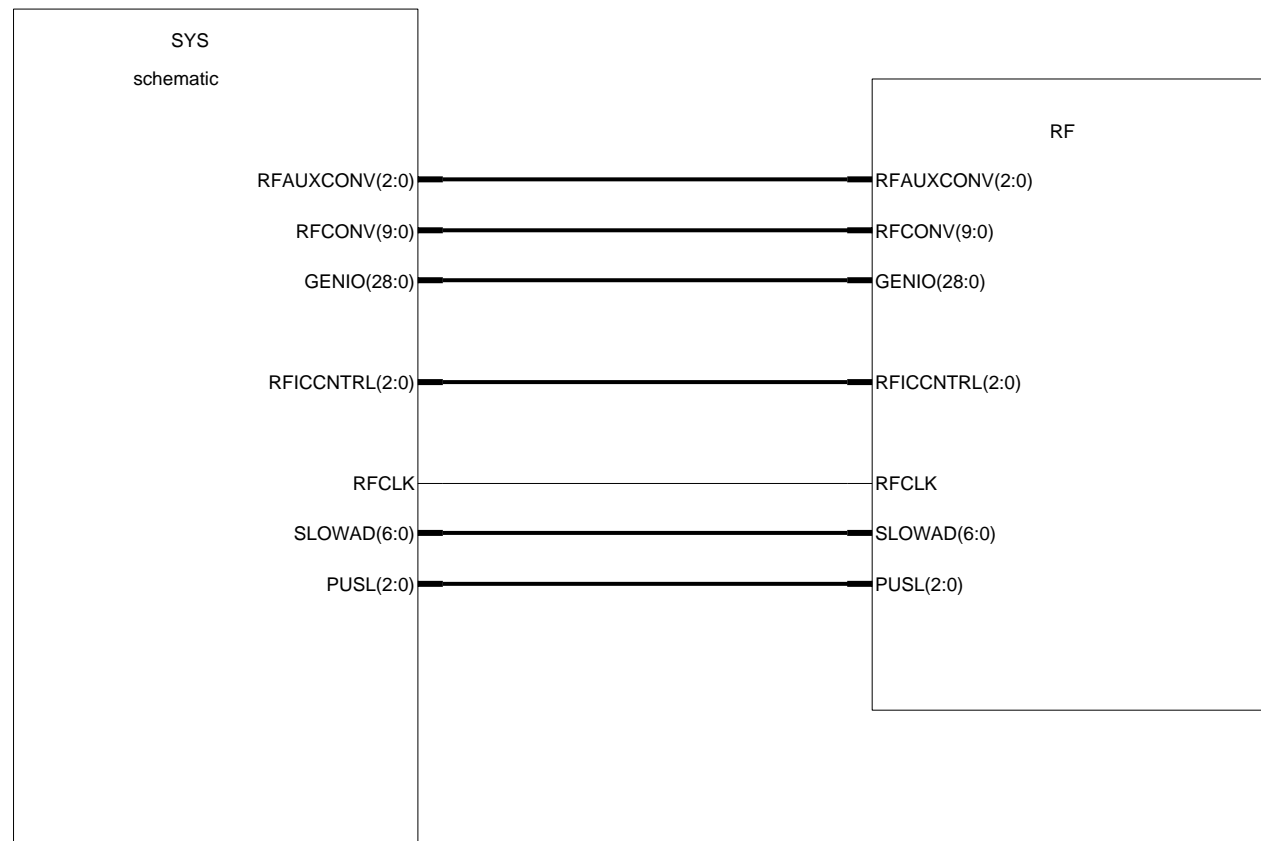 SYS
schematic
RF
RFAUXCONV(2:0) RFAUXCONV(2:0)
RFCONV(9:0) RFCONV(9:0)
GENIO(28:0) GENIO(28:0)
RFICCNTRL(2:0) RFICCNTRL(2:0)
RFCLK RFCLK
SLOWAD(6:0) SLOWAD(6:0)
PUSL(2:0) PUSL(2:0)